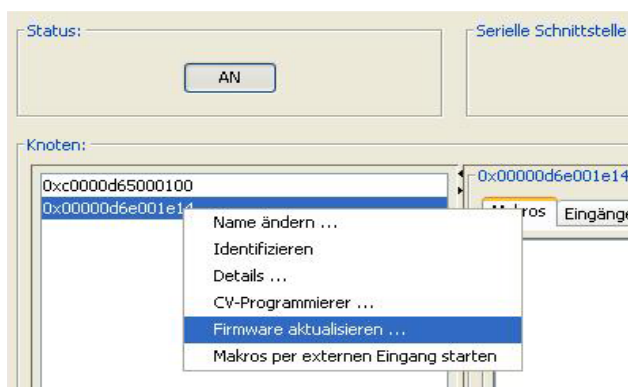 Status:
Serielle Schnittstelle
AN
Knoten:
0xc0000d65000100
0x00000d6e001e14
0x00000d6e001e14
Eingänge
Name ändern ...
Identifizieren
Details ...
CV-Programmierer ...
Firmware aktualisieren ...
Makros per externen Eingang starten